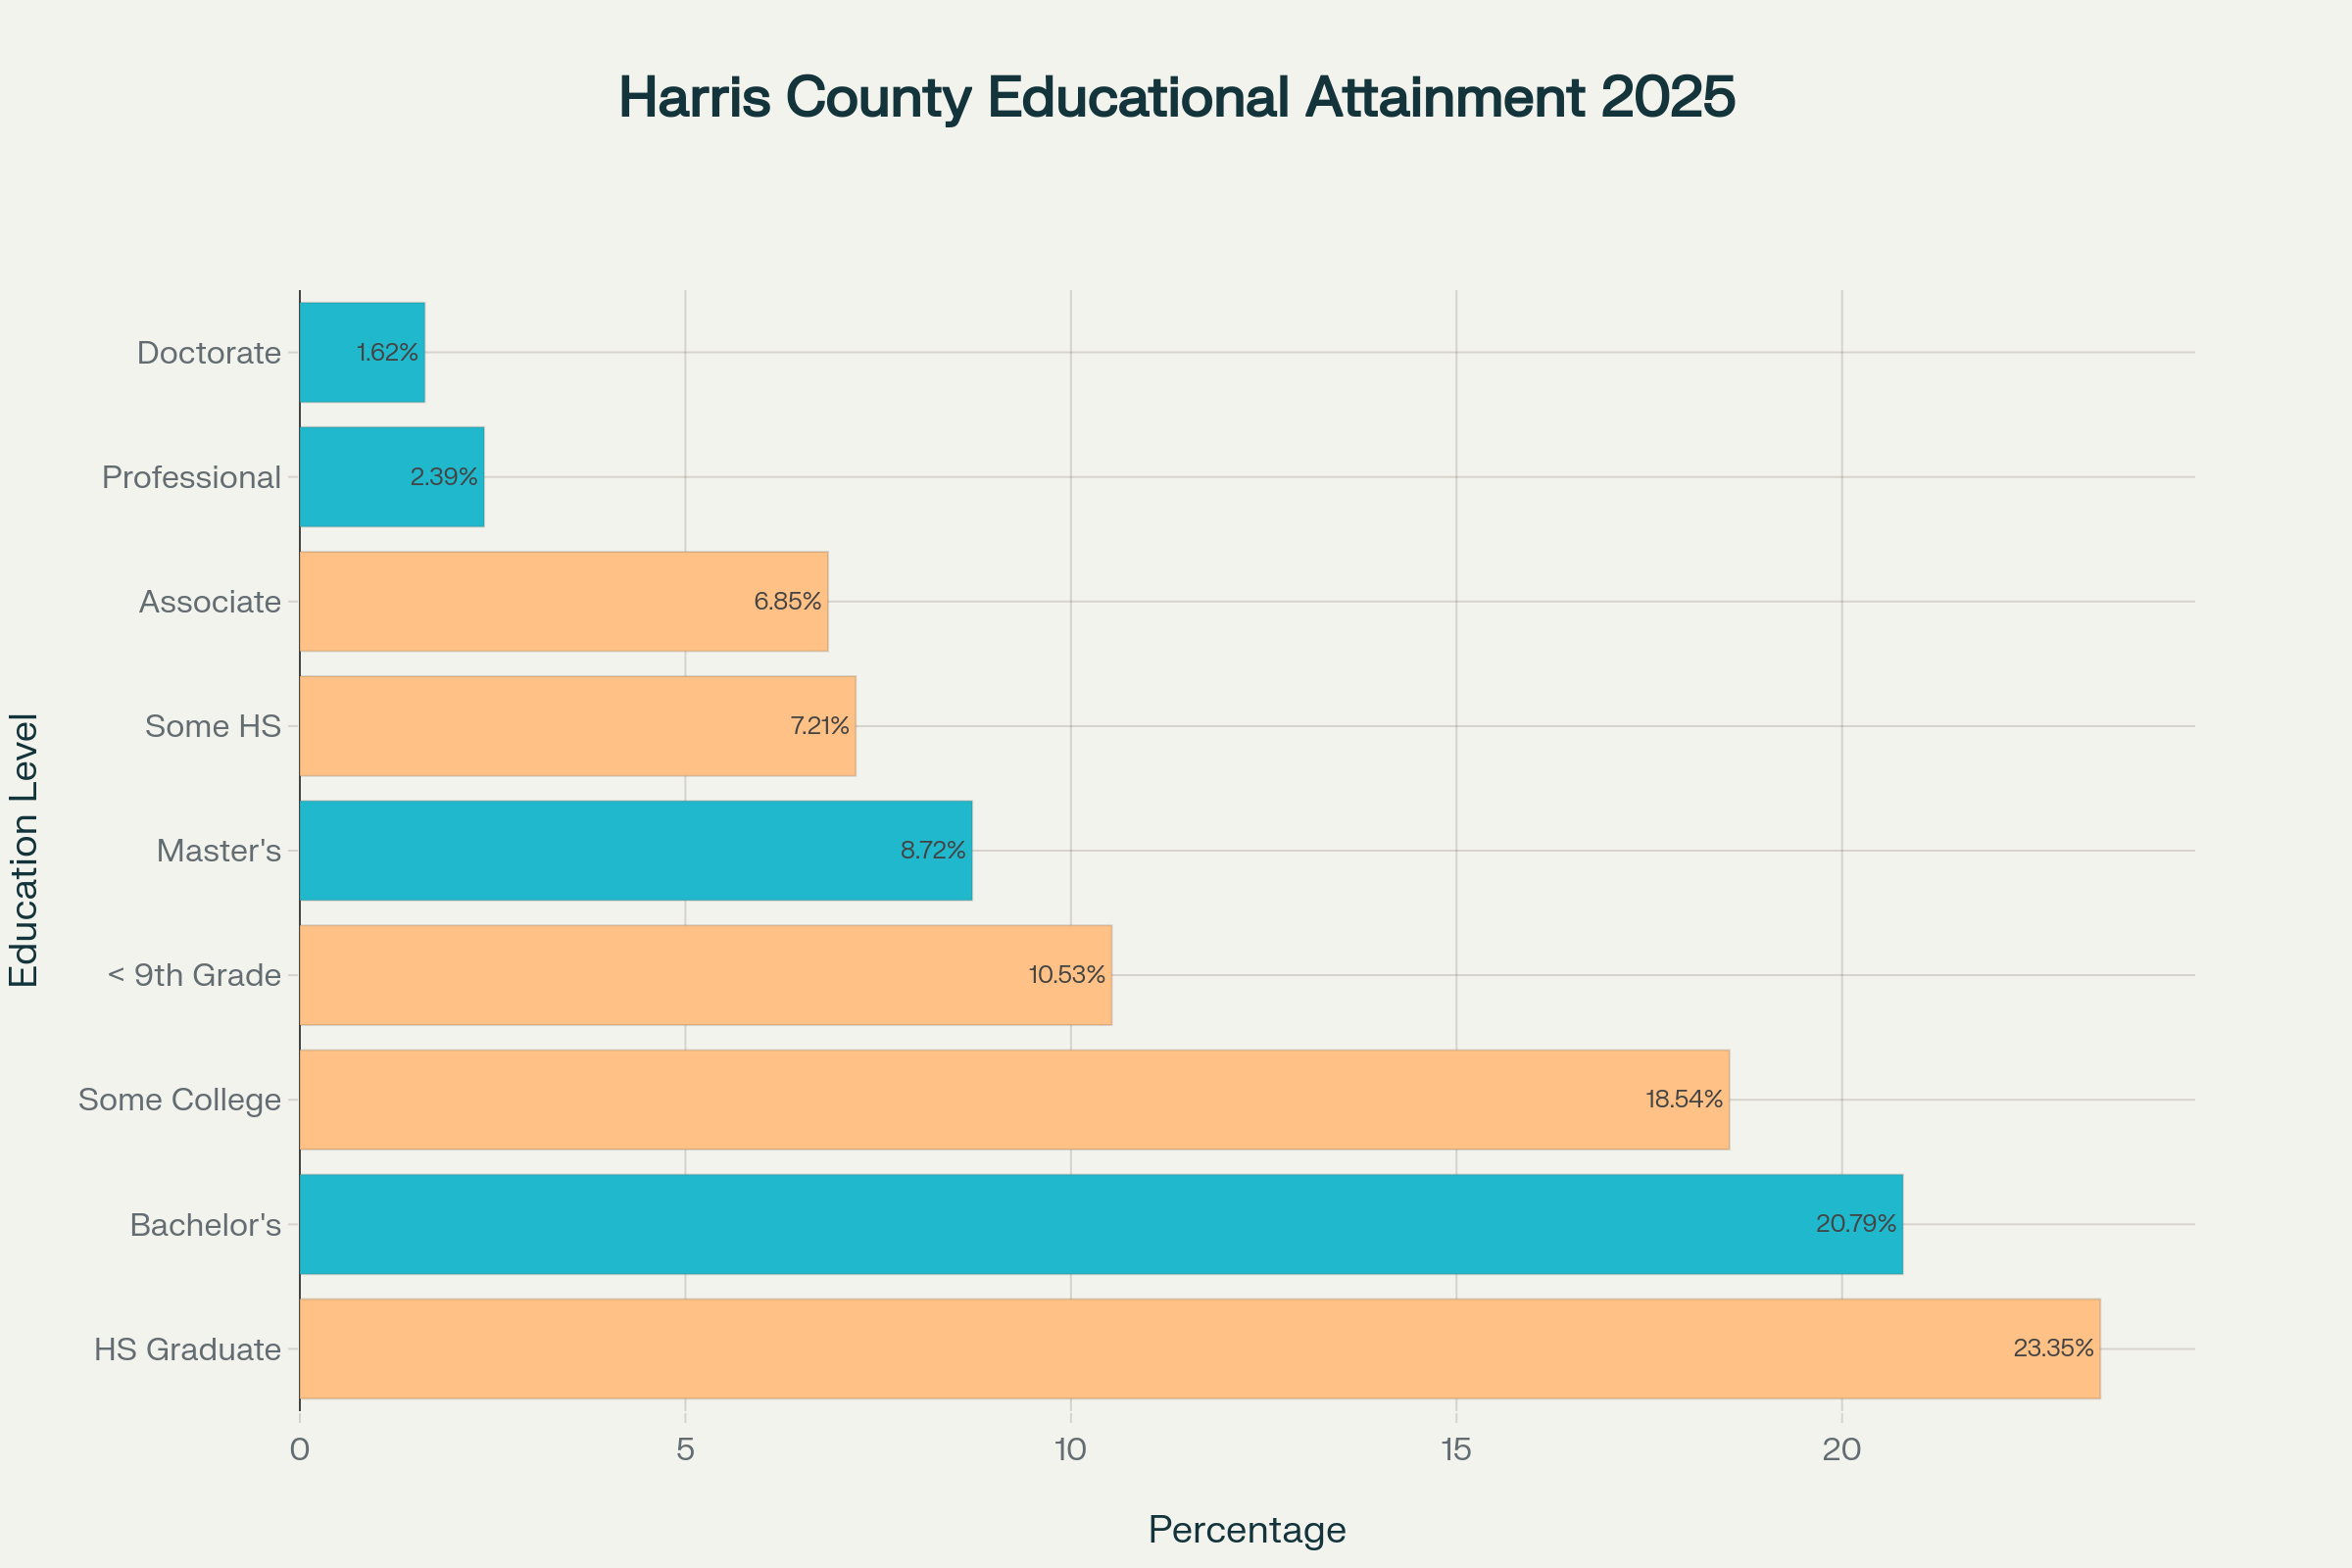 Harris County Educational Attainment 2025
Doctorate
1.62%
Professional
2.39%
Associate
6.85%
Some HS
7.21%
Master's
8.72%
< 9th Grade
10.53%
Some College
18.54%
Bachelor's
20.79%
HS Graduate
23.35%
Education Level
0 5 10 15 20
Percentage